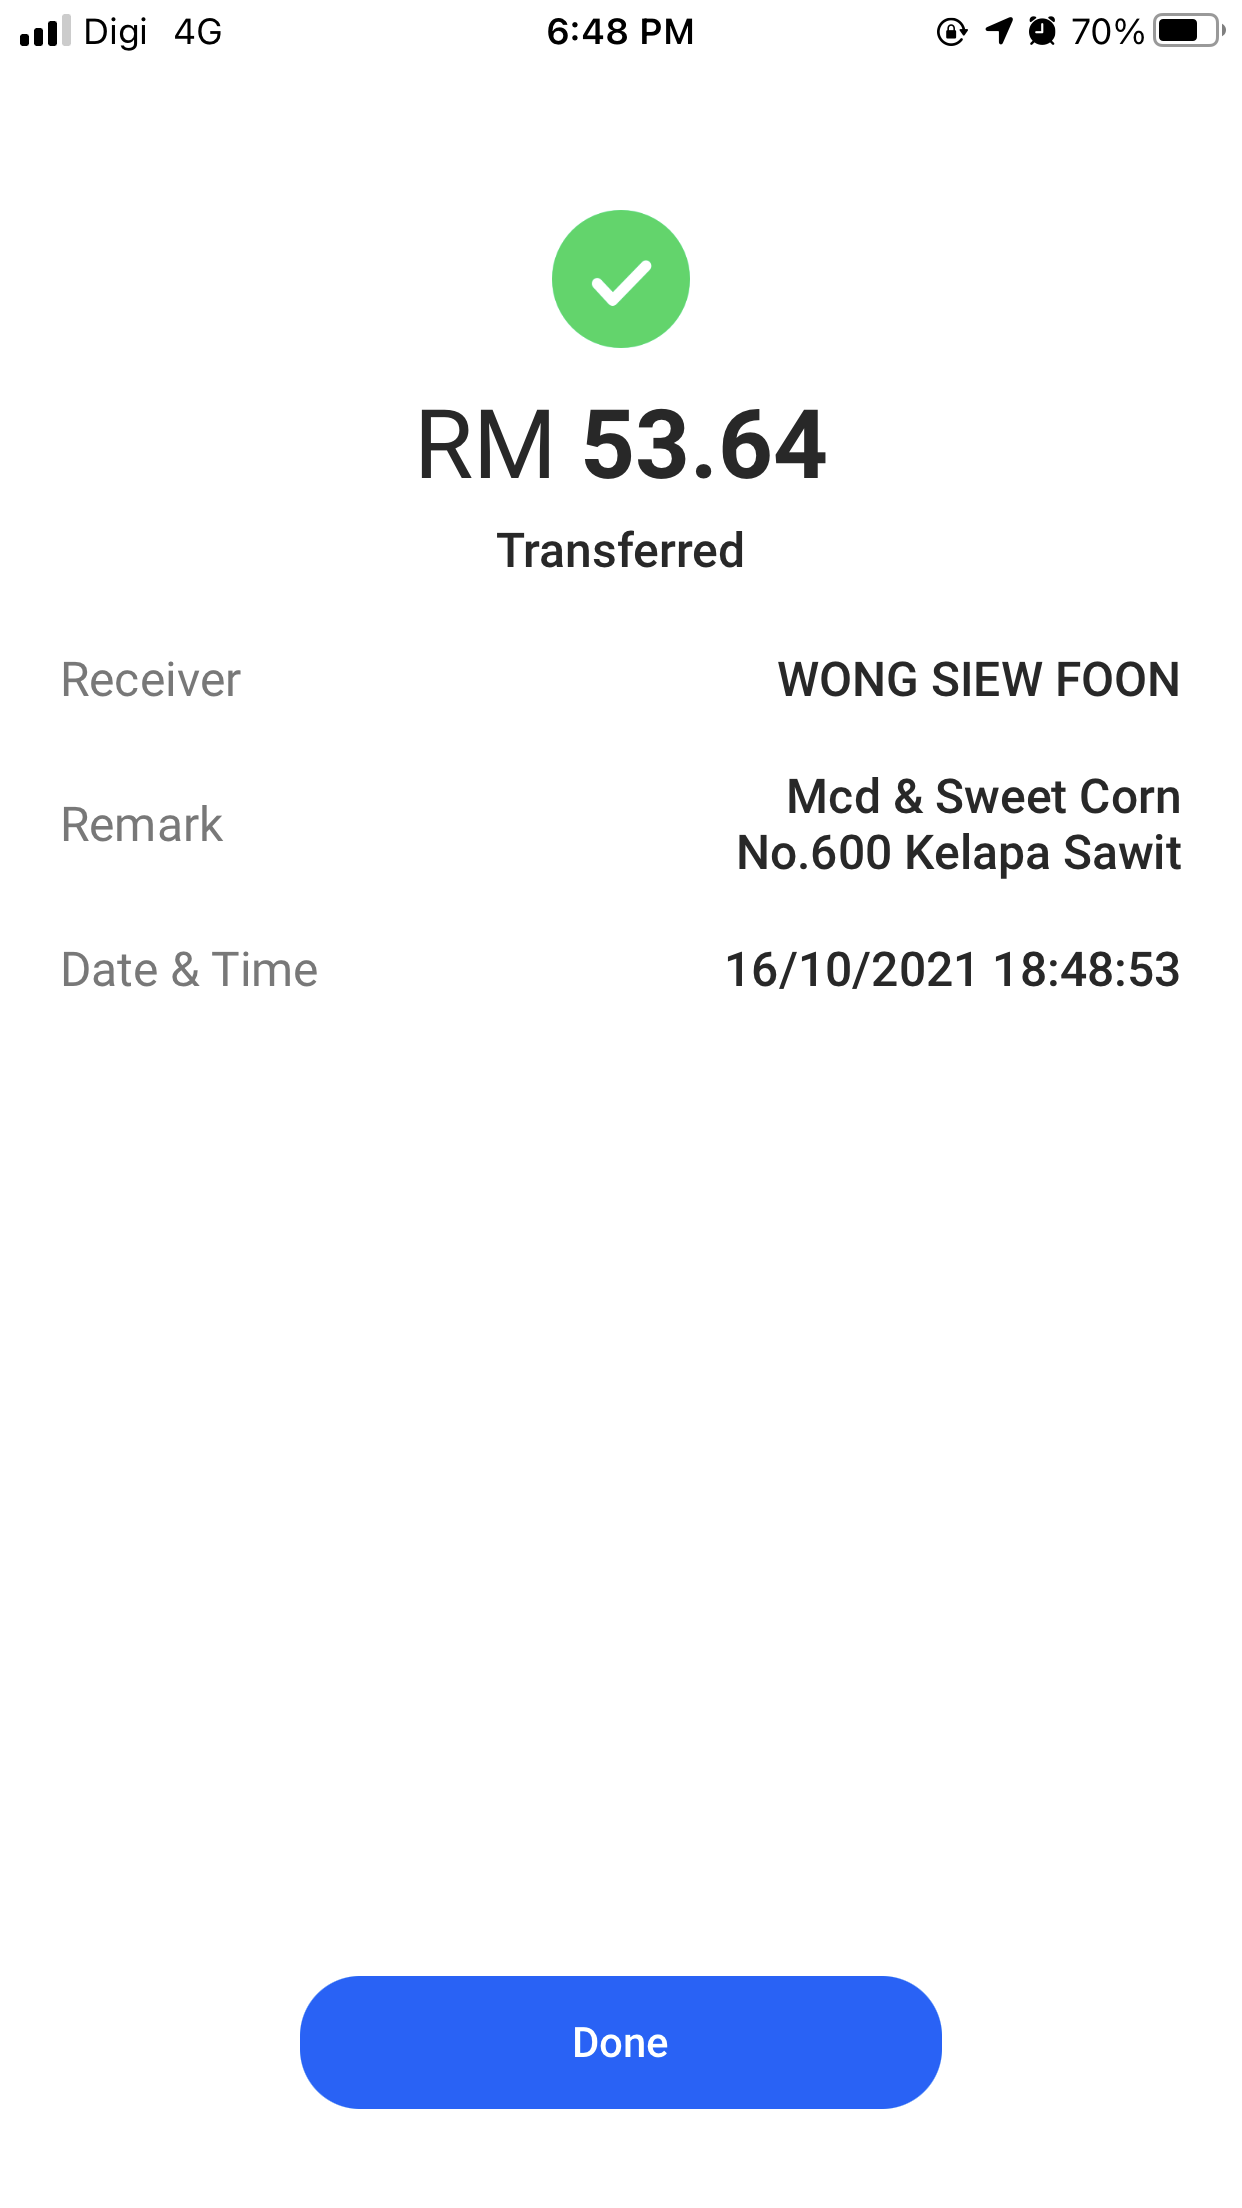 Digi 4G 6:48 PM 70%
RM 53.64
Transferred
Receiver WONG SIEW FOON
Remark Mcd & Sweet Corn
No.600 Kelapa Sawit
Date & Time 16/10/2021 18:48:53
Done